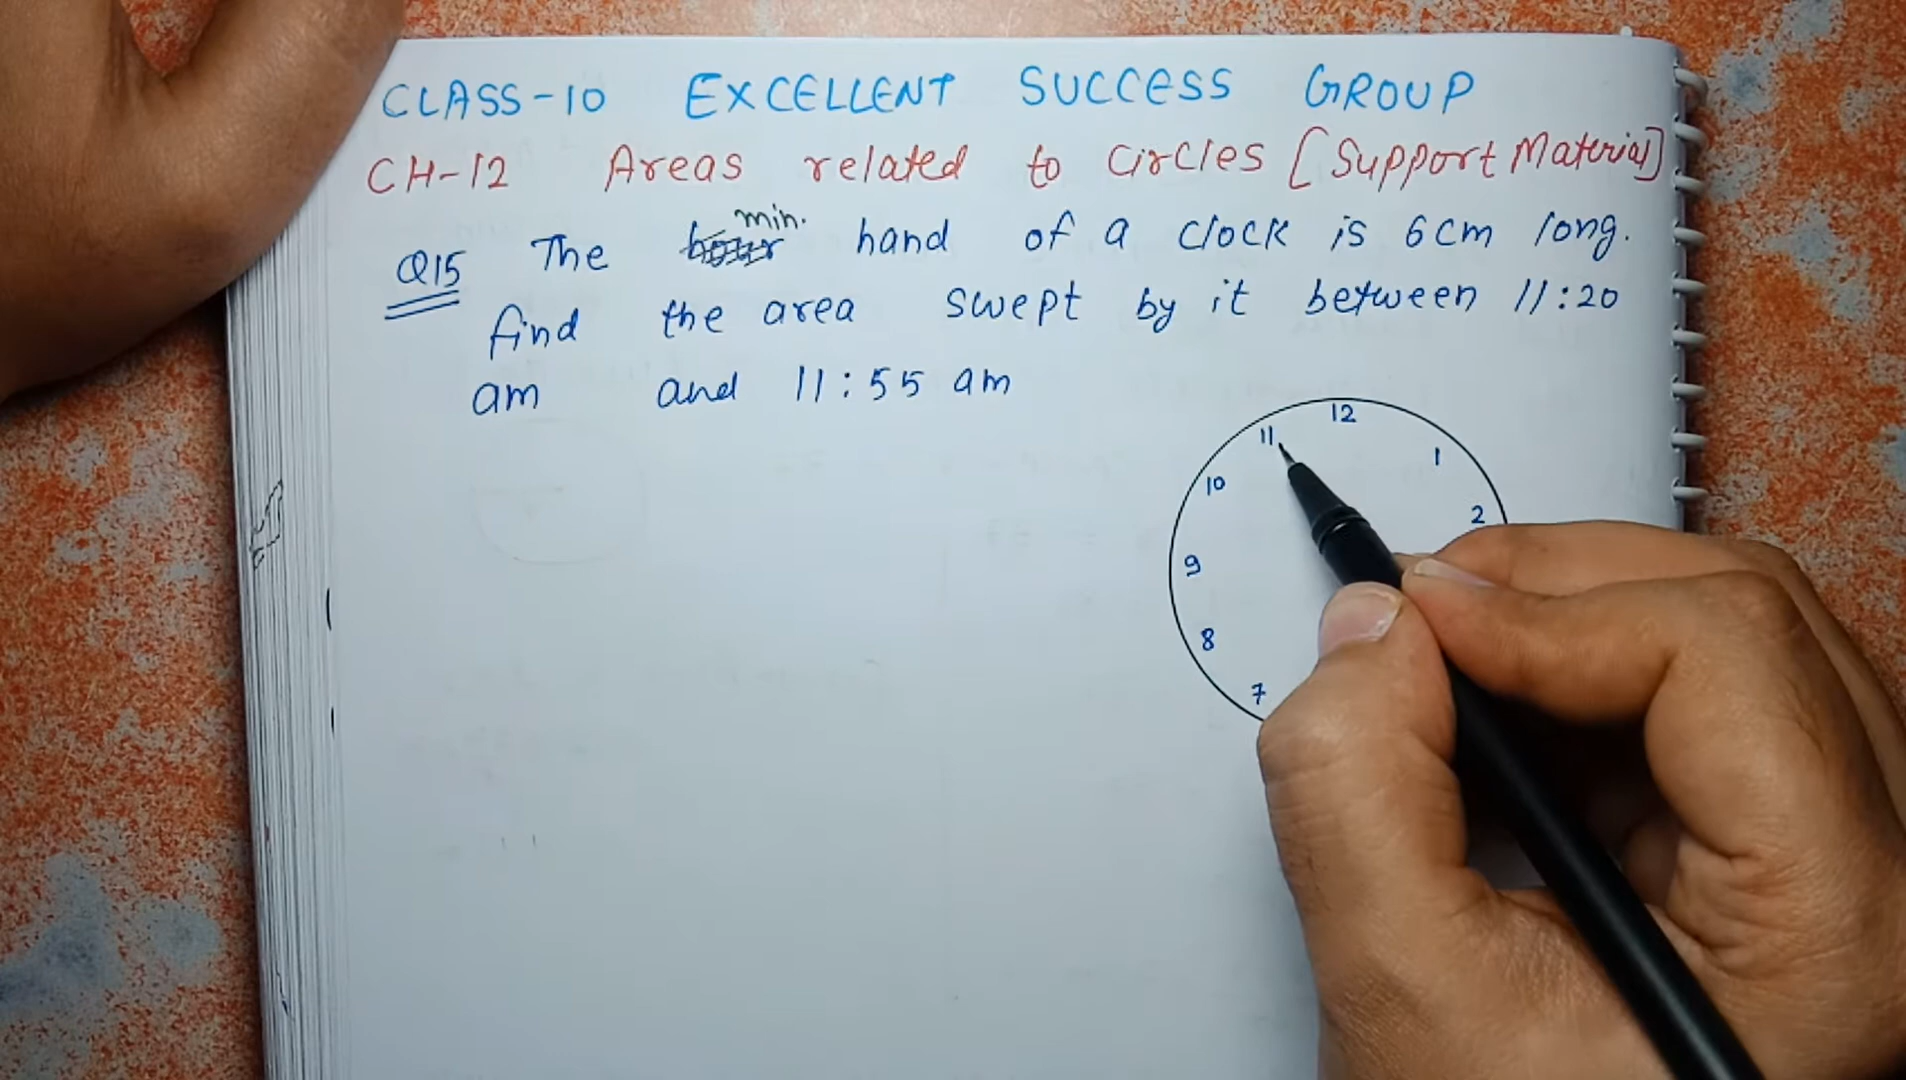 CLASS-10 EXCELLENT SUCCESS GROUP
CH-12 Areas related to Circles [Support Material]
min.
Q15 The hour hand of a clock is 6cm long.
find the area swept by it between 11:20
am and 11:55 am
12
11
1
10
2
9
8
7